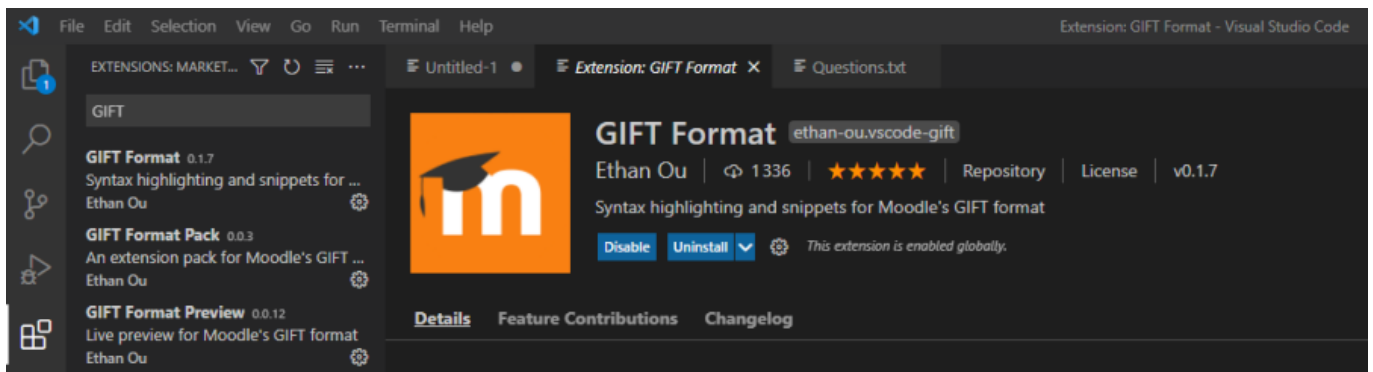 File Edit Selection View Go Run Terminal Help
Extension: GIFT Format - Visual Studio Code
EXTENSIONS: MARKET...
Untitled-1
Extension: GIFT Format
Questions.txt
1
GIFT
GIFT Format 0.1.7
Syntax highlighting and snippets for ...
Ethan Ou
GIFT Format Pack 0.0.3
An extension pack for Moodle's GIFT ...
Ethan Ou
GIFT Format Preview 0.0.12
Live preview for Moodle's GIFT format
Ethan Ou
m
GIFT Format ethan-ou.vscode-gift
Ethan Ou 1336 Repository License v0.1.7
Syntax highlighting and snippets for Moodle's GIFT format
Disable Uninstall This extension is enabled globally.
Details Feature Contributions Changelog